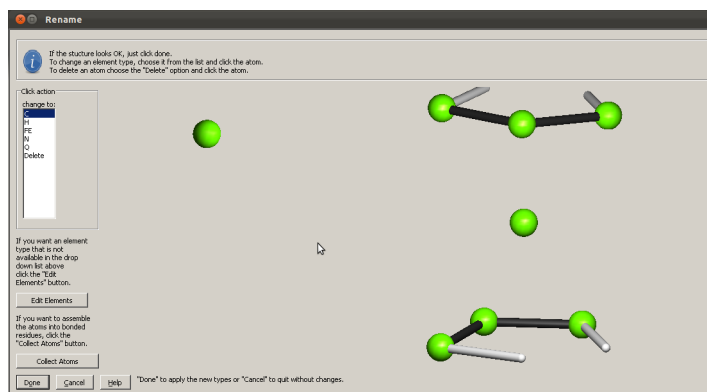 Rename
If the stucture looks OK, just click done.
To change an element type, choose it from the list and click the atom.
To delete an atom choose the "Delete" option and click the atom.
Click action
change to:
C
H
FE
N
Q
Delete
If you want an element
type that is not
available in the drop
down list above
click the "Edit
Elements" button.
Edit Elements
If you want to assemble
the atoms into bonded
residues, click the
"Collect Atoms" button.
Collect Atoms
Done Cancel Help "Done" to apply the new types or "Cancel" to quit without changes.